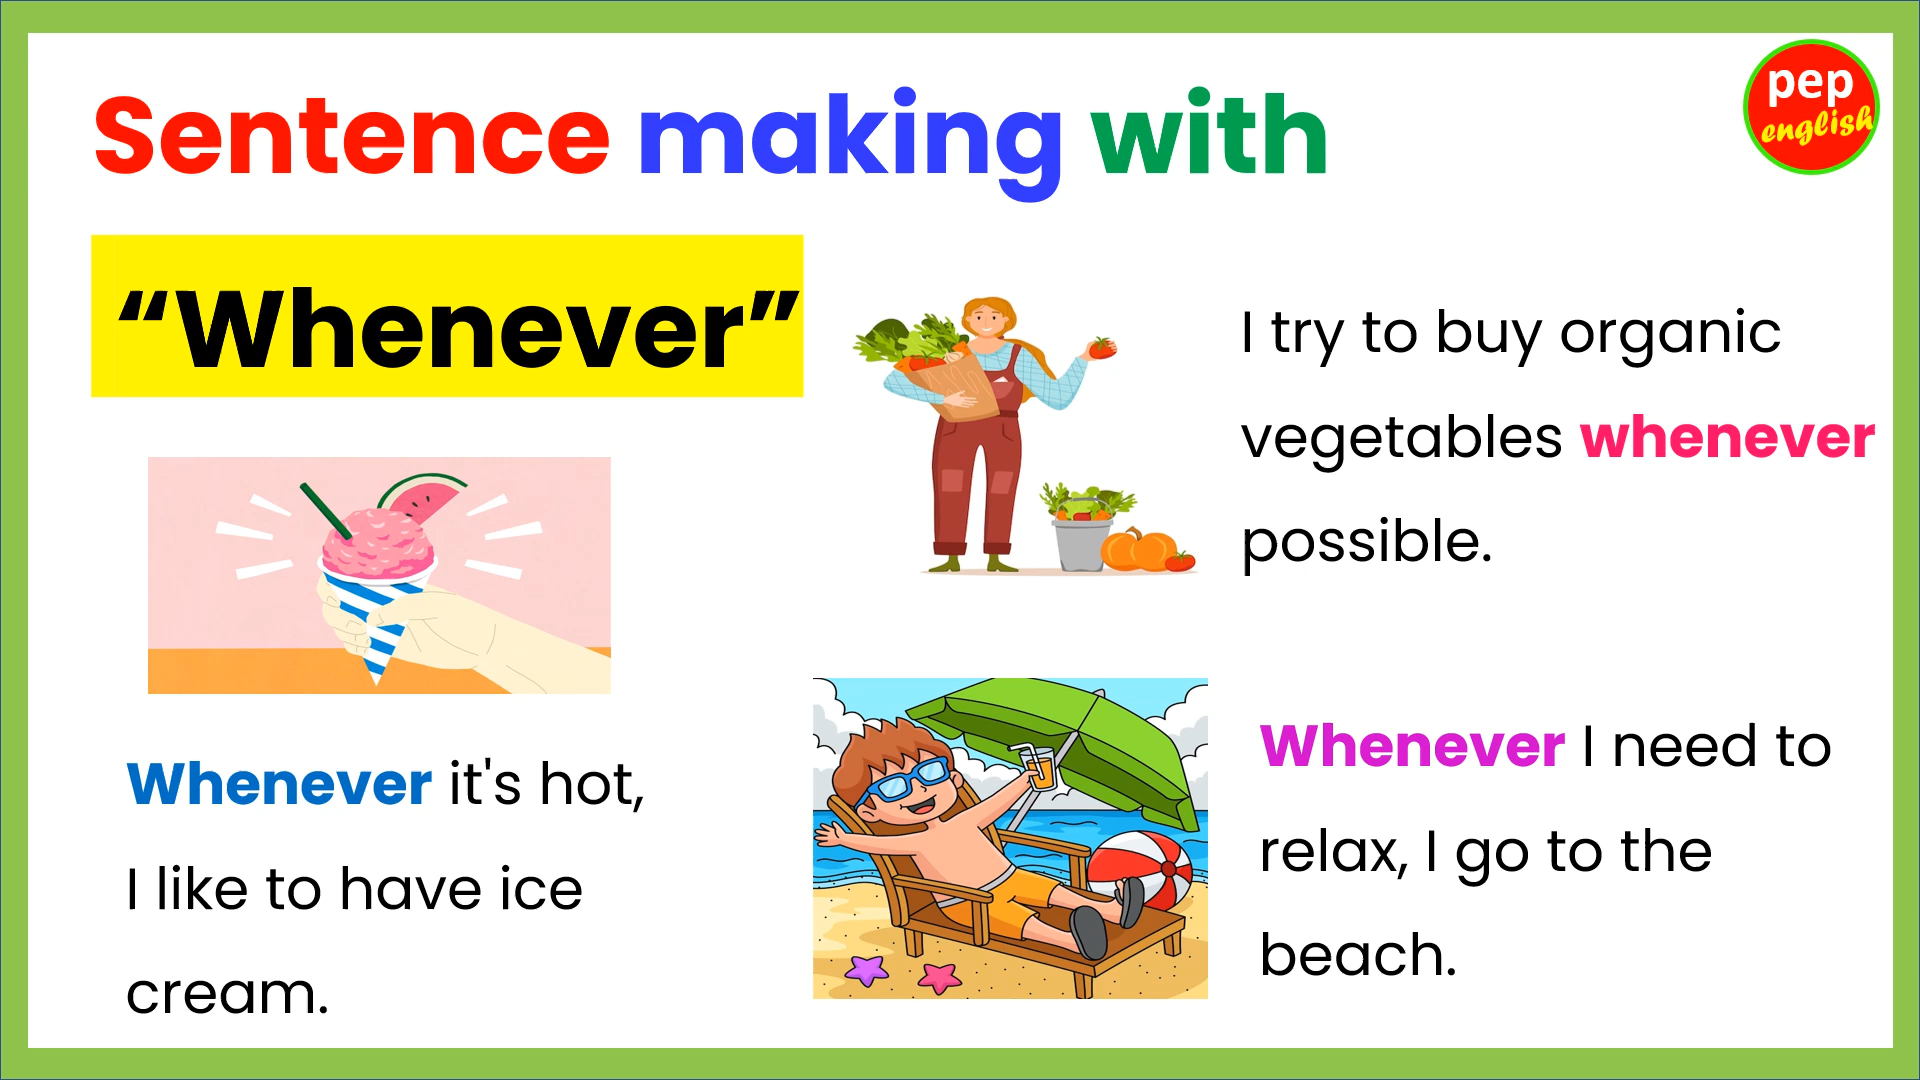 Sentence making with
pep
english
“Whenever”
I try to buy organic
vegetables whenever
possible.
Whenever it's hot,
I like to have ice
cream.
Whenever I need to
relax, I go to the
beach.